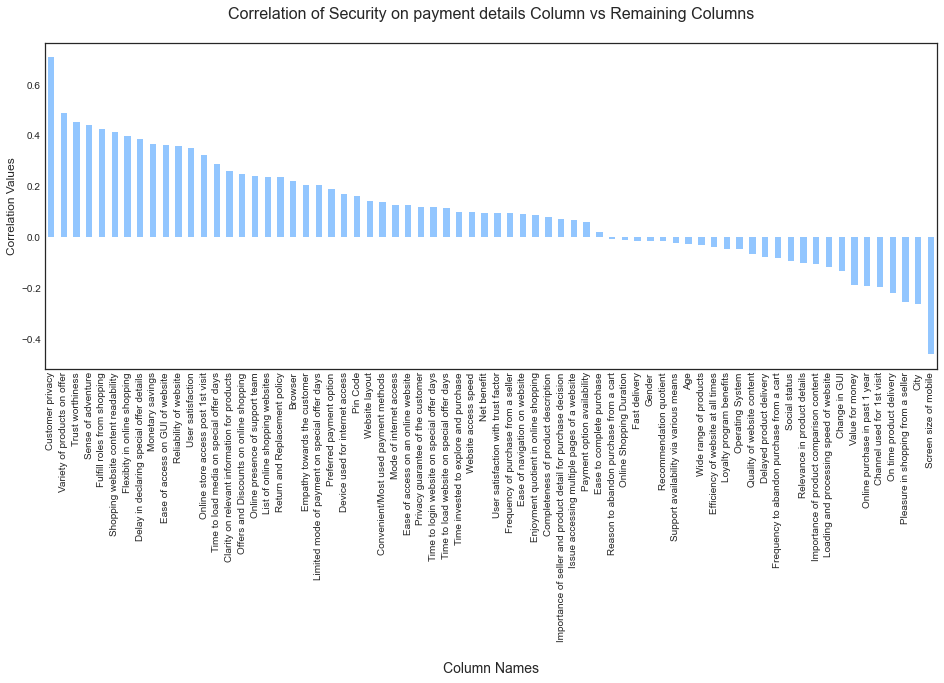 Correlation of Security on payment details Column vs Remaining Columns
Correlation Values
0.6
0.4
0.2
0.0
−0.2
−0.4
Customer privacy
Variety of products on offer
Trust worthiness
Sense of adventure
Fulfill roles from shopping
Shopping website content readability
Flexibilty in online shopping
Delay in declaring special offer details
Monetary savings
Ease of access on GUI of website
Reliability of website
User satisfaction
Online store access post 1st visit
Time to load media on special offer days
Clarity on relevant information for products
Offers and Discounts on online shopping
Online presence of support team
List of online shopping websites
Return and Replacement policy
Browser
Empathy towards the customer
Limited mode of payment on special offer days
Preferred payment option
Device used for internet access
Pin Code
Website layout
Convenient/Most used payment methods
Mode of internet access
Ease of access on online website
Privacy guarantee of the customer
Time to login website on special offer days
Time to load website on special offer days
Time invested to explore and purchase
Website access speed
Net benefit
User satisfaction with trust factor
Frequency of purchase from a seller
Ease of navigation on website
Enjoyment quotient in online shopping
Completeness of product description
Importance of seller and product detail for purchase decision
Issue accessing multiple pages of a website
Payment option availability
Ease to complete purchase
Reason to abandon purchase from a cart
Online Shopping Duration
Fast delivery
Gender
Recommendation quotient
Support availability via various means
Age
Wide range of products
Efficiency of website at all times
Loyalty program benefits
Operating System
Quality of website content
Delayed product delivery
Frequency to abandon purchase from a cart
Social status
Relevance in product details
Importance of product comparison content
Loading and processing speed of website
Change in GUI
Value for money
Online purchase in past 1 year
Channel used for 1st visit
On time product delivery
Pleasure in shopping from a seller
City
Screen size of mobile
Column Names